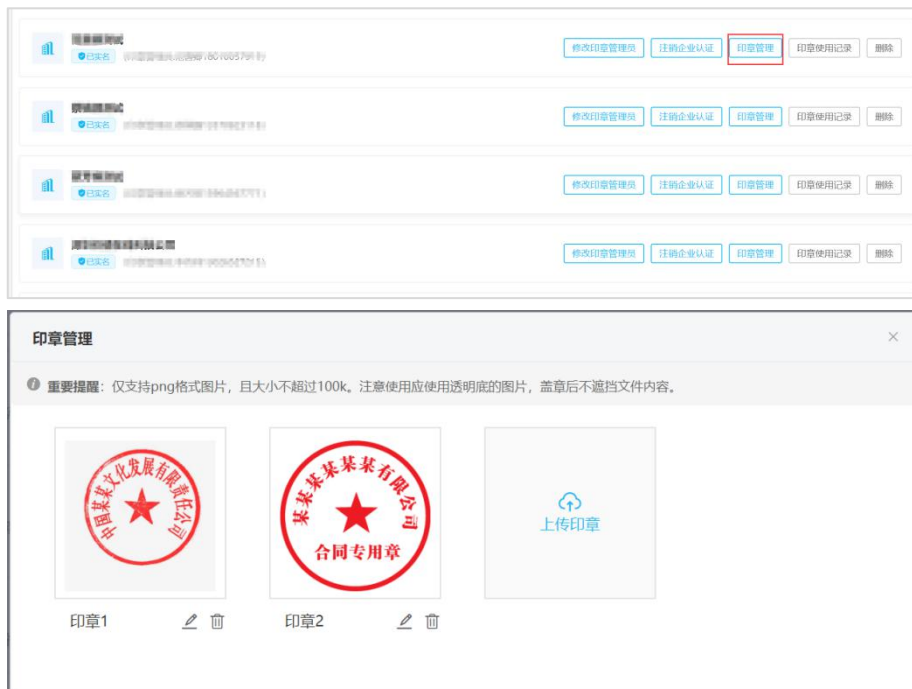 修改印章管理员 注销企业认证 印章管理 印章使用记录 删除
已实名
修改印章管理员 注销企业认证 印章管理 印章使用记录 删除
已实名
修改印章管理员 注销企业认证 印章管理 印章使用记录 删除
已实名
修改印章管理员 注销企业认证 印章管理 印章使用记录 删除
已实名
印章管理
重要提醒：仅支持png格式图片，且大小不超过100k。注意使用应使用透明底的图片，盖章后不遮挡文件内容。
中国某某文化发展有限责任公司
某某某某某某有限公司
合同专用章
上传印章
印章1
印章2